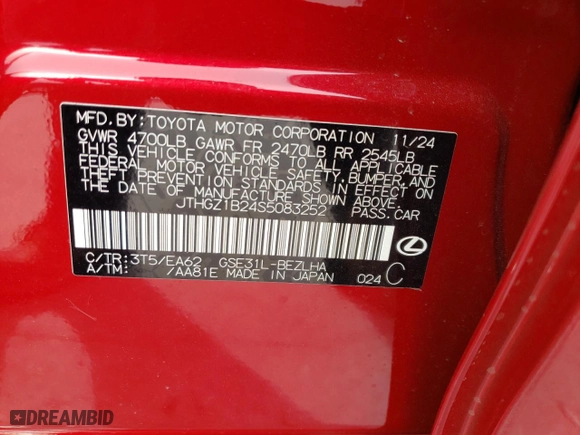 MFD. BY: TOYOTA MOTOR CORPORATION 11/24
GVWR 4700LB GAWR FR 2470LB RR 2545LB
THIS VEHICLE CONFORMS TO ALL APPLICABLE
FEDERAL MOTOR VEHICLE SAFETY, BUMPER, AND
THEFT PREVENTION STANDARDS IN EFFECT ON
THE DATE OF MANUFACTURE SHOWN ABOVE.
JTHGZ1B24S5083252 PASS. CAR
C/TR: 3T5/EA62 GSE31L-BEZLHA
A/TM: /AA81E MADE IN JAPAN 024 C
DREAMBID